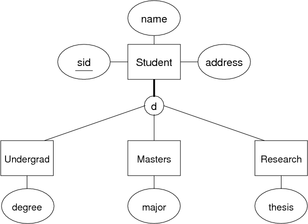 name
sid
Student
address
d
Undergrad
Masters
Research
degree
major
thesis